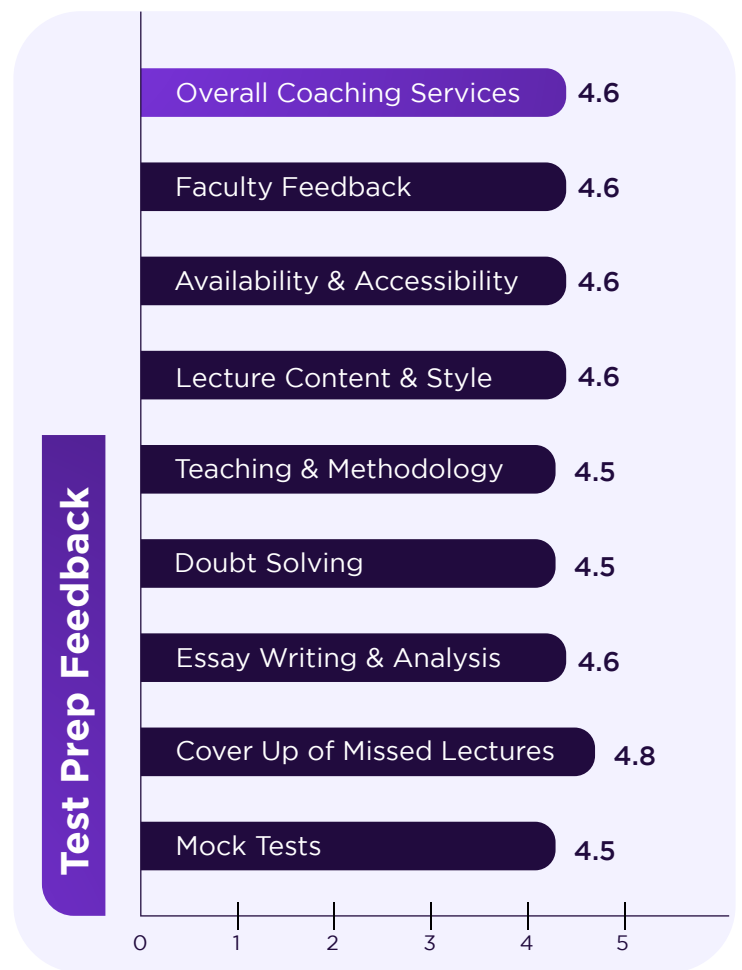 Overall Coaching Services 4.6
Faculty Feedback 4.6
Availability & Accessibility 4.6
Lecture Content & Style 4.6
Teaching & Methodology 4.5
Doubt Solving 4.5
Essay Writing & Analysis 4.6
Cover Up of Missed Lectures 4.8
Mock Tests 4.5
Test Prep Feedback
0 1 2 3 4 5